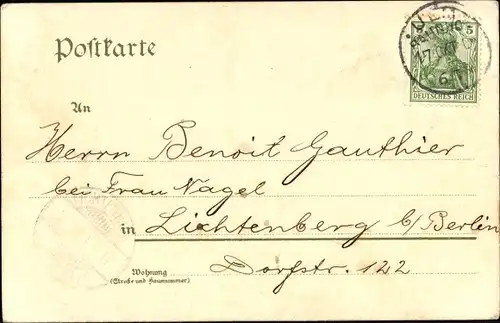 Postkarte
5
DEUTSCHES REICH
An
Herrn Benoit Gauthier
bei Frau Nagel
in Lichtenberg b/Berlin
Wohnung
(Straße und Hausnummer)
Dorfstr. 122